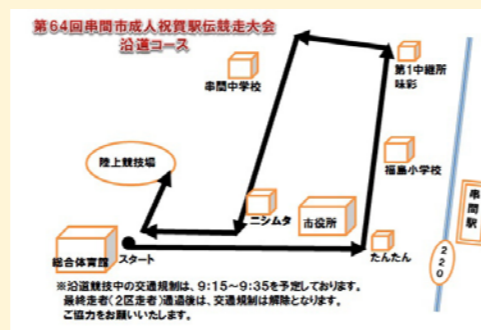 第64回串間市成人祝賀駅伝競走大会
沿道コース
串間中学校
第1中継所
味彩
陸上競技場
福島小学校
ニシムタ
市役所
串間駅
総合体育館
スタート
たんたん
220
※沿道競技中の交通規制は、9:15~9:35を予定しております。
最終走者(2区走者)通過後は、交通規制は解除となります。
ご協力をお願いいたします。